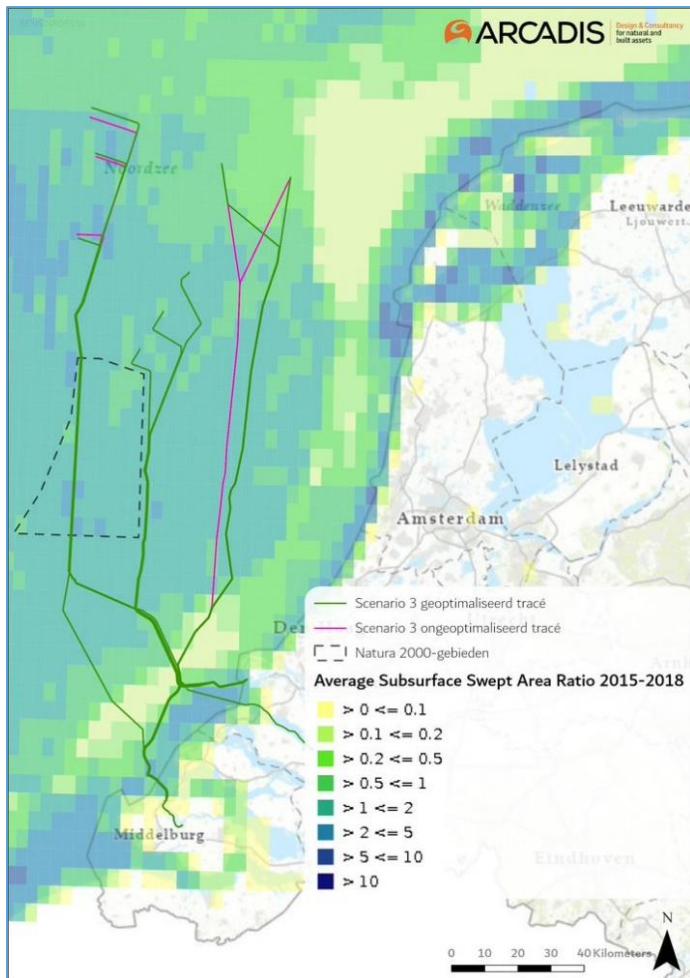 ARCADIS
Design & Consultancy
for natural and
built assets
Noordzee
Waddenzee
Leeuwarde
Ljouwert.
Lelystad
Amsterdam
Scenario 3 geoptimaliseerd tracé
Scenario 3 ongeoptimaliseerd tracé
Natura 2000-gebieden
Average Subsurface Swept Area Ratio 2015-2018
> 0 <= 0.1
> 0.1 <= 0.2
> 0.2 <= 0.5
> 0.5 <= 1
> 1 <= 2
> 2 <= 5
> 5 <= 10
> 10
Middelburg
Eindhoven
N
0 10 20 30 40 Kilometers